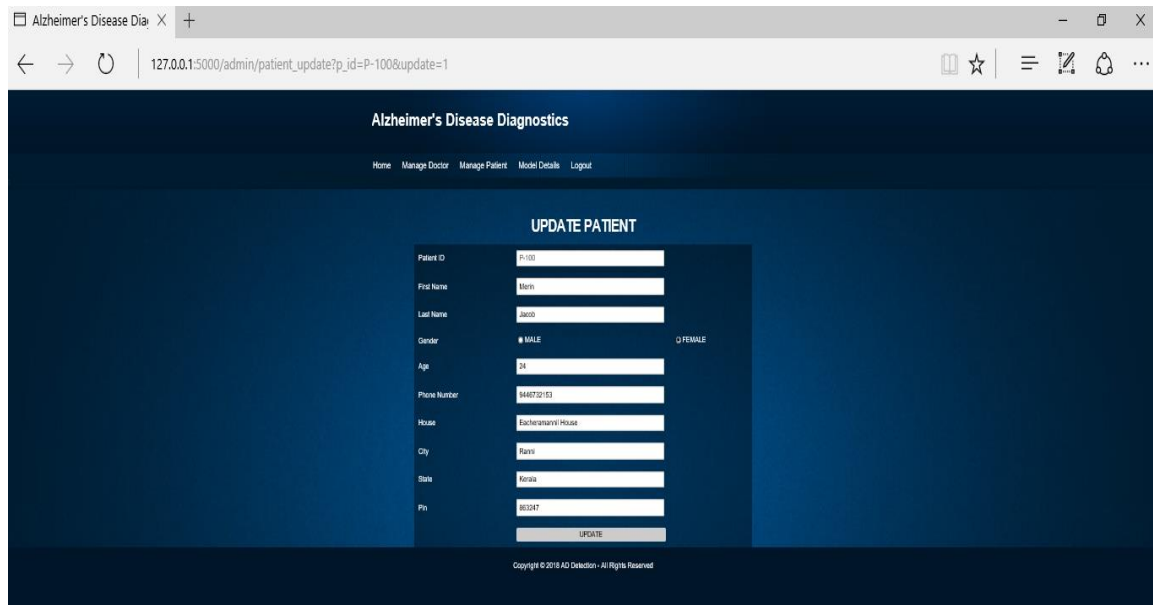 Alzheimer's Disease Dia
127.0.0.1:5000/admin/patient_update?p_id=P-100&update=1
Alzheimer's Disease Diagnostics
Home Manage Doctor Manage Patient Model Details Logout
UPDATE PATIENT
Patient ID P-100
First Name Merin
Last Name Jacob
Gender MALE FEMALE
Age 24
Phone Number 9446732153
House Eacheramannil House
City Ranni
State Kerala
Pin 863247
UPDATE
Copyright © 2018 AD Detection - All Rights Reserved